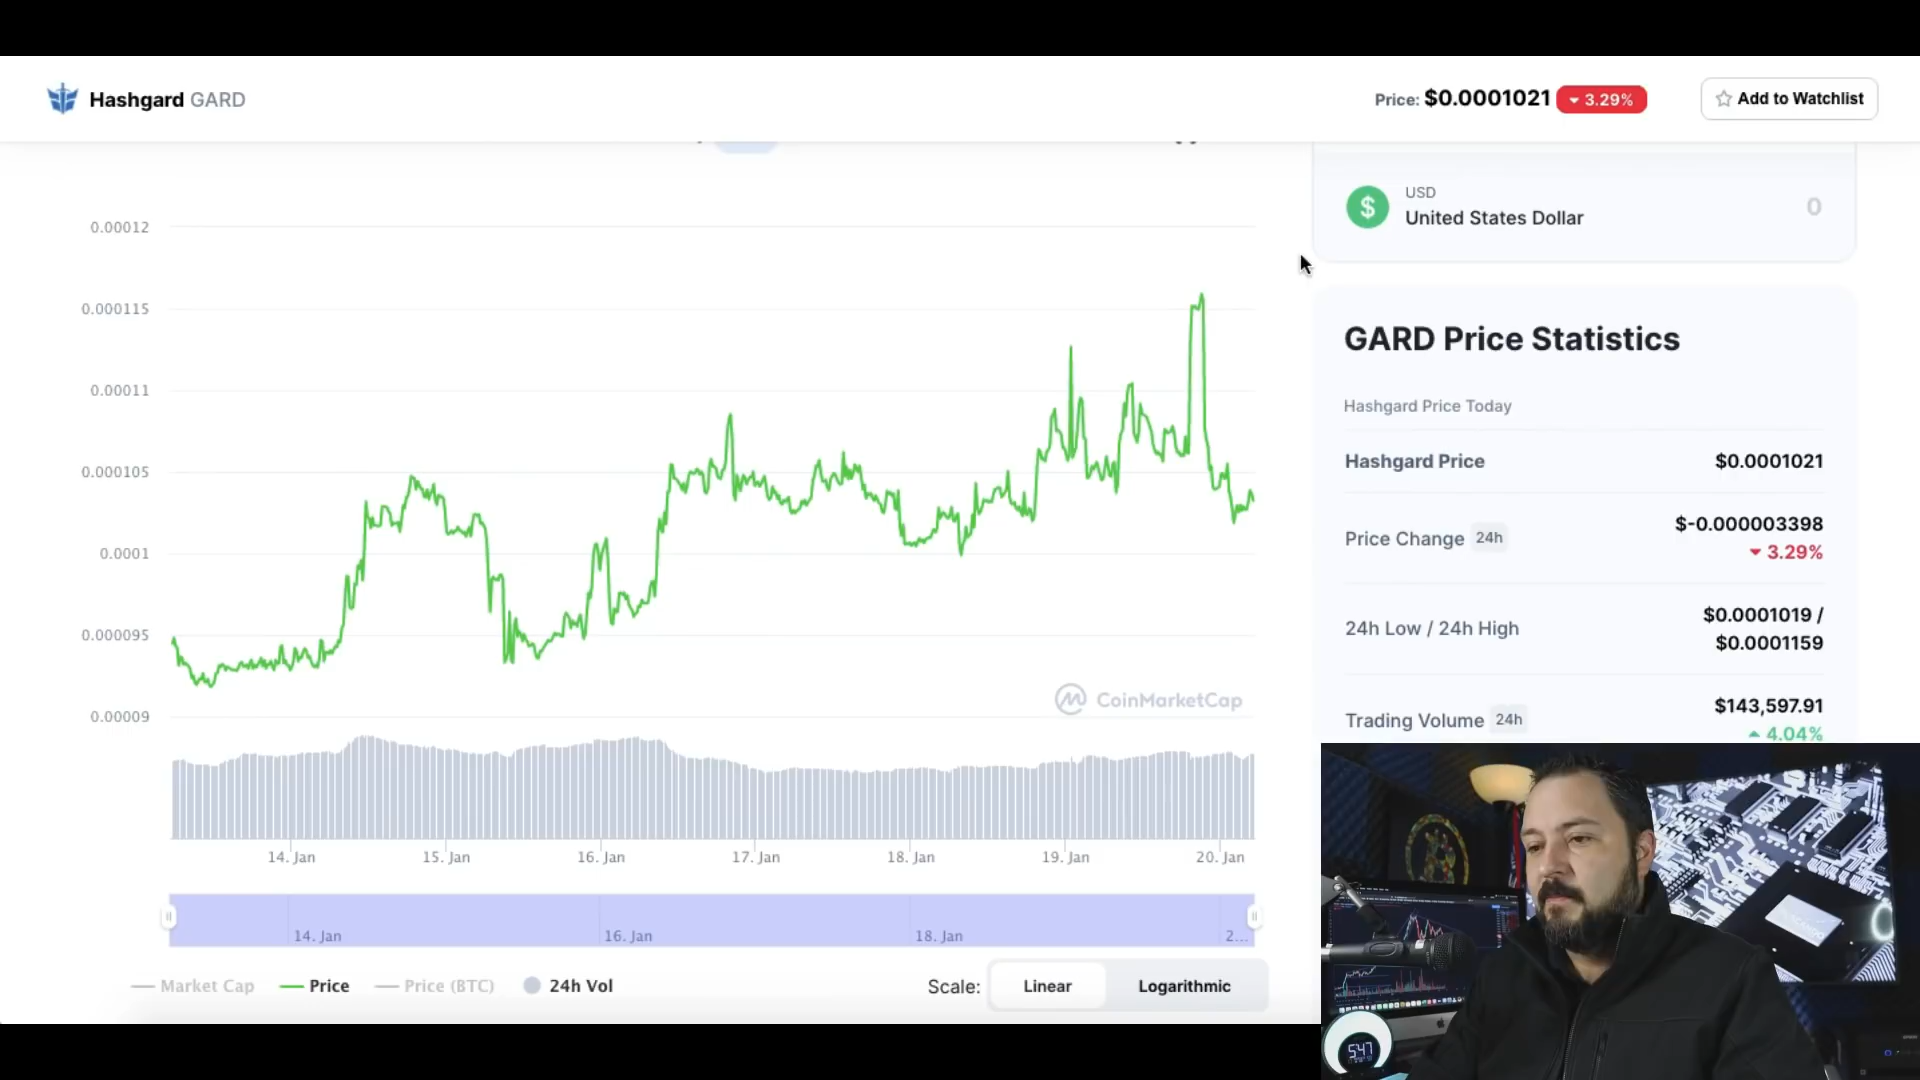 Hashgard GARD
Price: $0.0001021 3.29%
Add to Watchlist
0.00012
0.000115
0.00011
0.000105
0.0001
0.000095
0.00009
CoinMarketCap
14. Jan
15. Jan
16. Jan
17. Jan
18. Jan
19. Jan
20. Jan
14. Jan
16. Jan
18. Jan
2...
Market Cap
Price
Price (BTC)
24h Vol
Scale:
Linear
Logarithmic
$
USD
United States Dollar
0
GARD Price Statistics
Hashgard Price Today
Hashgard Price
$0.0001021
Price Change 24h
$-0.000003398
3.29%
24h Low / 24h High
$0.0001019 /
$0.0001159
Trading Volume 24h
$143,597.91
4.04%
547